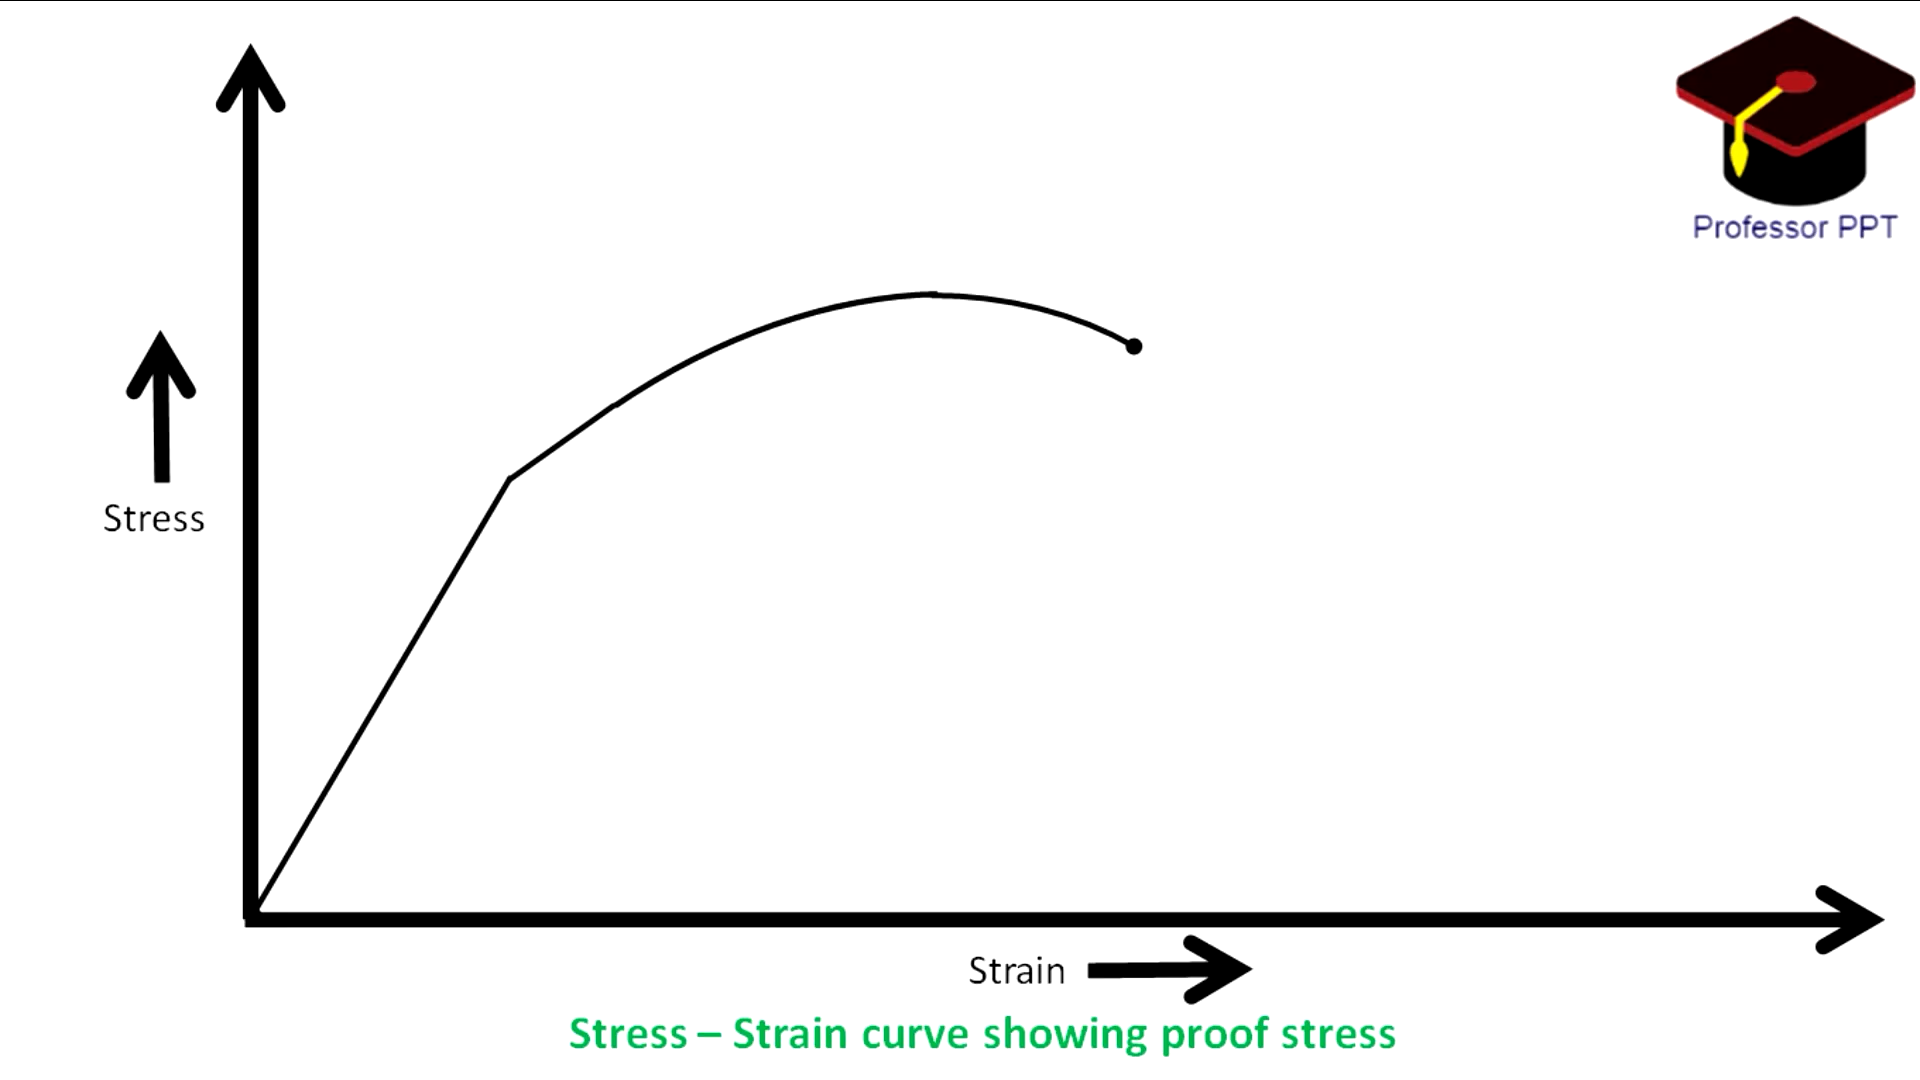 Professor PPT
Stress
Strain
Stress – Strain curve showing proof stress